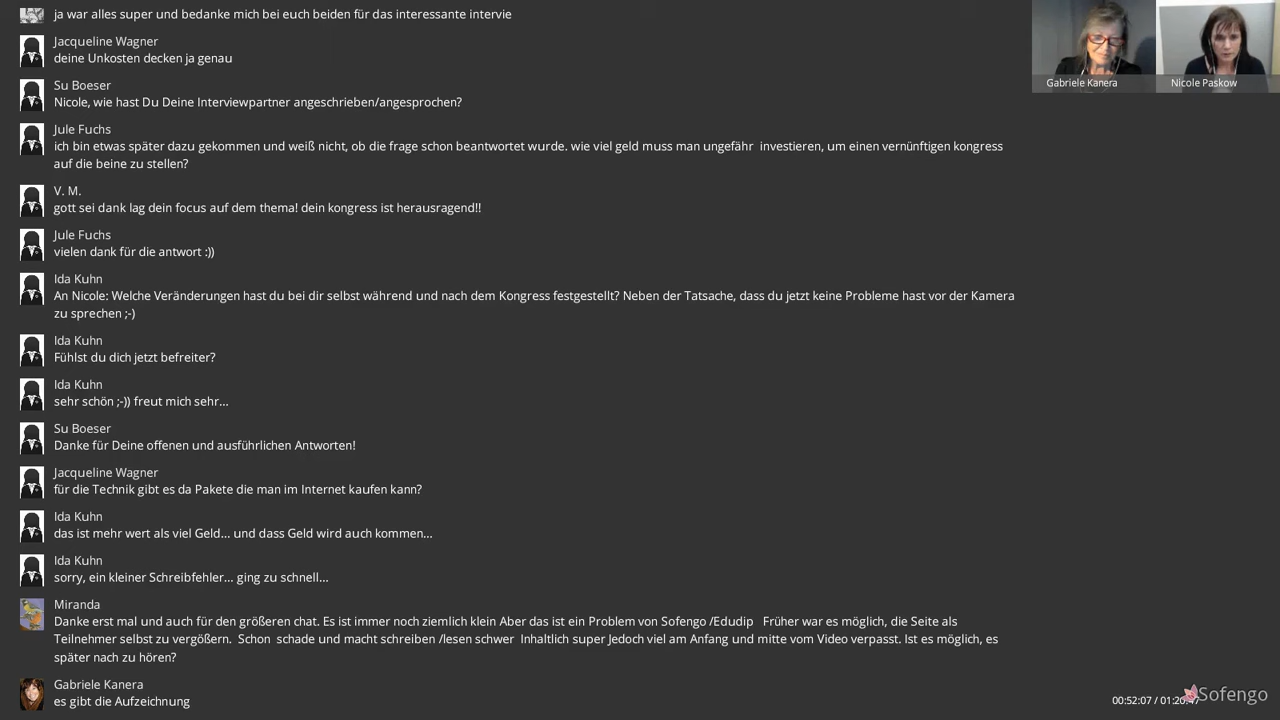 ja war alles super und bedanke mich bei euch beiden für das interessante intervie
Jacqueline Wagner
deine Unkosten decken ja genau
Su Boeser
Nicole, wie hast Du Deine Interviewpartner angeschrieben/angesprochen?
Jule Fuchs
ich bin etwas später dazu gekommen und weiß nicht, ob die frage schon beantwortet wurde. wie viel geld muss man ungefähr  investieren, um einen vernünftigen kongress
auf die beine zu stellen?
V. M.
gott sei dank lag dein focus auf dem thema! dein kongress ist herausragend!!
Jule Fuchs
vielen dank für die antwort :))
Ida Kuhn
An Nicole: Welche Veränderungen hast du bei dir selbst während und nach dem Kongress festgestellt? Neben der Tatsache, dass du jetzt keine Probleme hast vor der Kamera
zu sprechen ;-)
Ida Kuhn
Fühlst du dich jetzt befreiter?
Ida Kuhn
sehr schön ;-)) freut mich sehr...
Su Boeser
Danke für Deine offenen und ausführlichen Antworten!
Jacqueline Wagner
für die Technik gibt es da Pakete die man im Internet kaufen kann?
Ida Kuhn
das ist mehr wert als viel Geld... und dass Geld wird auch kommen...
Ida Kuhn
sorry, ein kleiner Schreibfehler... ging zu schnell...
Miranda
Danke erst mal und auch für den größeren chat. Es ist immer noch ziemlich klein Aber das ist ein Problem von Sofengo /Edudip   Früher war es möglich, die Seite als
Teilnehmer selbst zu vergößern.  Schon  schade und macht schreiben /lesen schwer  Inhaltlich super Jedoch viel am Anfang und mitte vom Video verpasst. Ist es möglich, es
später nach zu hören?
Gabriele Kanera
es gibt die Aufzeichnung
Gabriele Kanera
Nicole Paskow
00:52:07 /
Sofengo